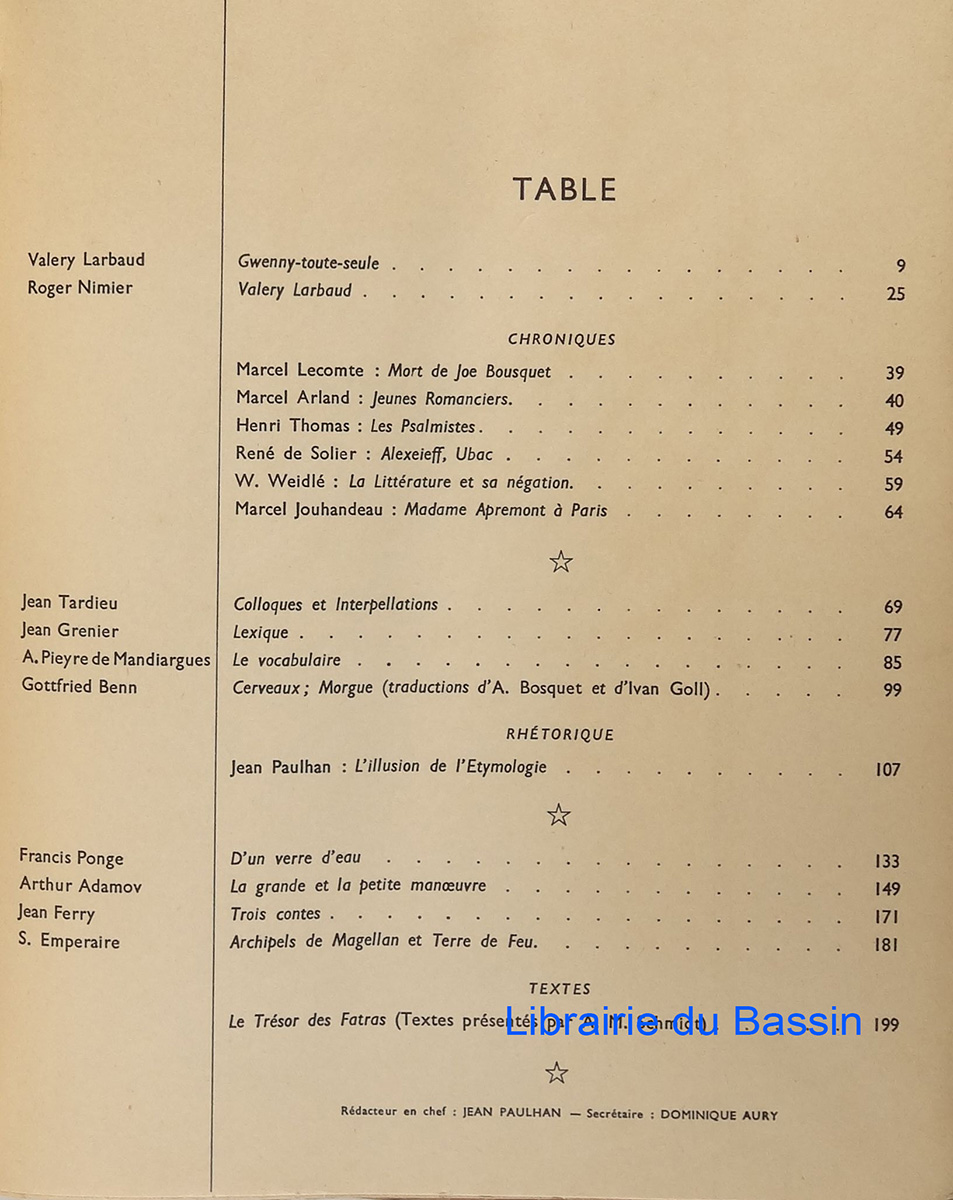 TABLE
Valery Larbaud Gwenny-toute-seule . . . . . . . . . . . . . . . . 9
Roger Nimier Valery Larbaud . . . . . . . . . . . . . . . . . 25
CHRONIQUES
Marcel Lecomte : Mort de Joe Bousquet . . . . . . . . . . 39
Marcel Arland : Jeunes Romanciers. . . . . . . . . . . . 40
Henri Thomas : Les Psalmistes . . . . . . . . . . . . . 49
René de Solier : Alexeieff, Ubac . . . . . . . . . . . . 54
W. Weidlé : La Littérature et sa négation. . . . . . . . . . 59
Marcel Jouhandeau : Madame Apremont à Paris . . . . . . . . 64
☆
Jean Tardieu Colloques et Interpellations . . . . . . . . . . . . . . 69
Jean Grenier Lexique . . . . . . . . . . . . . . . . . . . 77
A. Pieyre de Mandiargues Le vocabulaire . . . . . . . . . . . . . . . . . 85
Gottfried Benn Cerveaux ; Morgue (traductions d'A. Bosquet et d'Ivan Goll) . . . . . 99
RHÉTORIQUE
Jean Paulhan : L'illusion de l'Etymologie . . . . . . . . . . 107
☆
Francis Ponge D'un verre d'eau . . . . . . . . . . . . . . . . 133
Arthur Adamov La grande et la petite manœuvre . . . . . . . . . . . . 149
Jean Ferry Trois contes . . . . . . . . . . . . . . . . . . 171
S. Emperaire Archipels de Magellan et Terre de Feu. . . . . . . . . . . 181
TEXTES
Le Trésor des Fatras (Textes présentés par A. M. Schmidt) . . . . . 199
Librairie du Bassin
☆
Rédacteur en chef : JEAN PAULHAN — Secrétaire : DOMINIQUE AURY